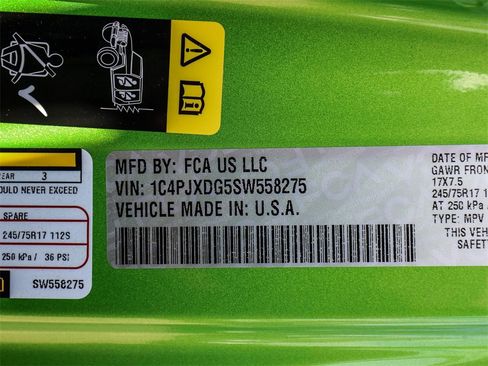 EAR 3
OULD NEVER EXCEED
SPARE
245/75R17 112S
250 kPa / 36 PSI
SW558275
MFD BY: FCA US LLC
VIN: 1C4PJXDG5SW558275
VEHICLE MADE IN: U.S.A.
DATE OF MF
GAWR FRON
17X7.5
245/75R17
AT 250 kPa /
TYPE: MPV
THIS VEH
SAFETY